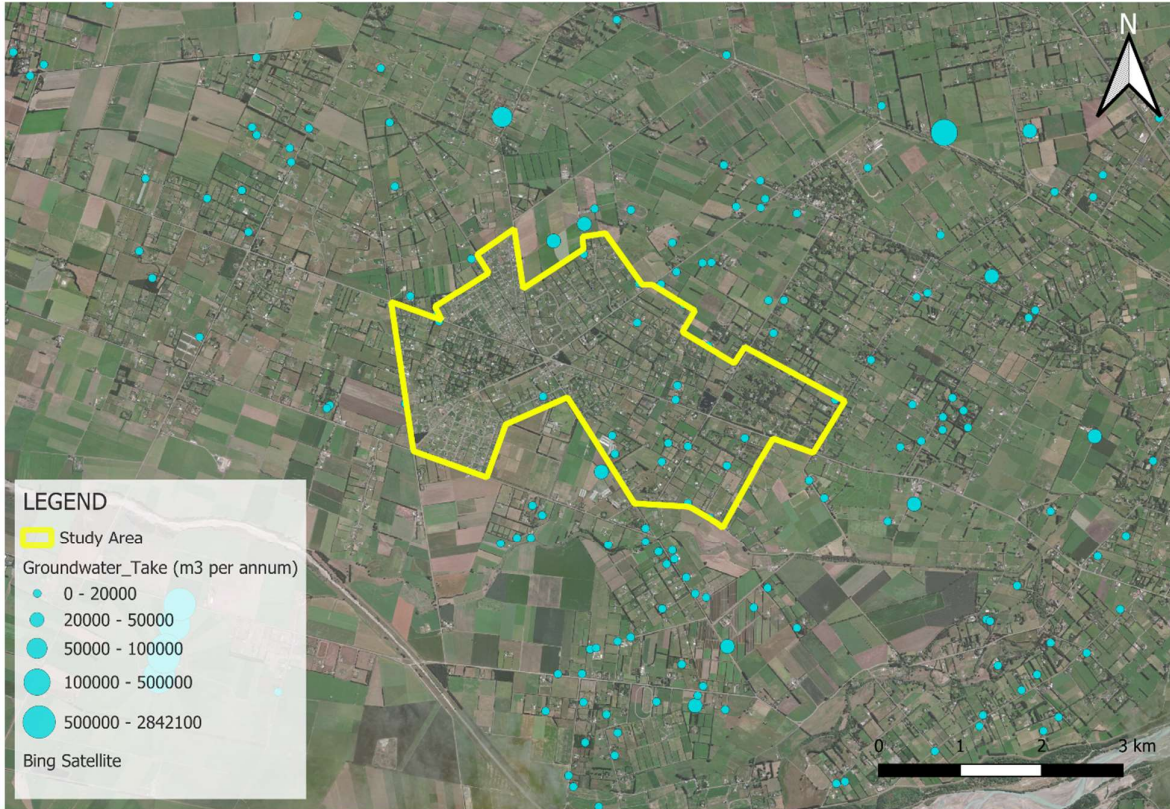 N
LEGEND
Study Area
Groundwater_Take (m3 per annum)
0 - 20000
20000 - 50000
50000 - 100000
100000 - 500000
500000 - 2842100
Bing Satellite
0 1 2 3 km